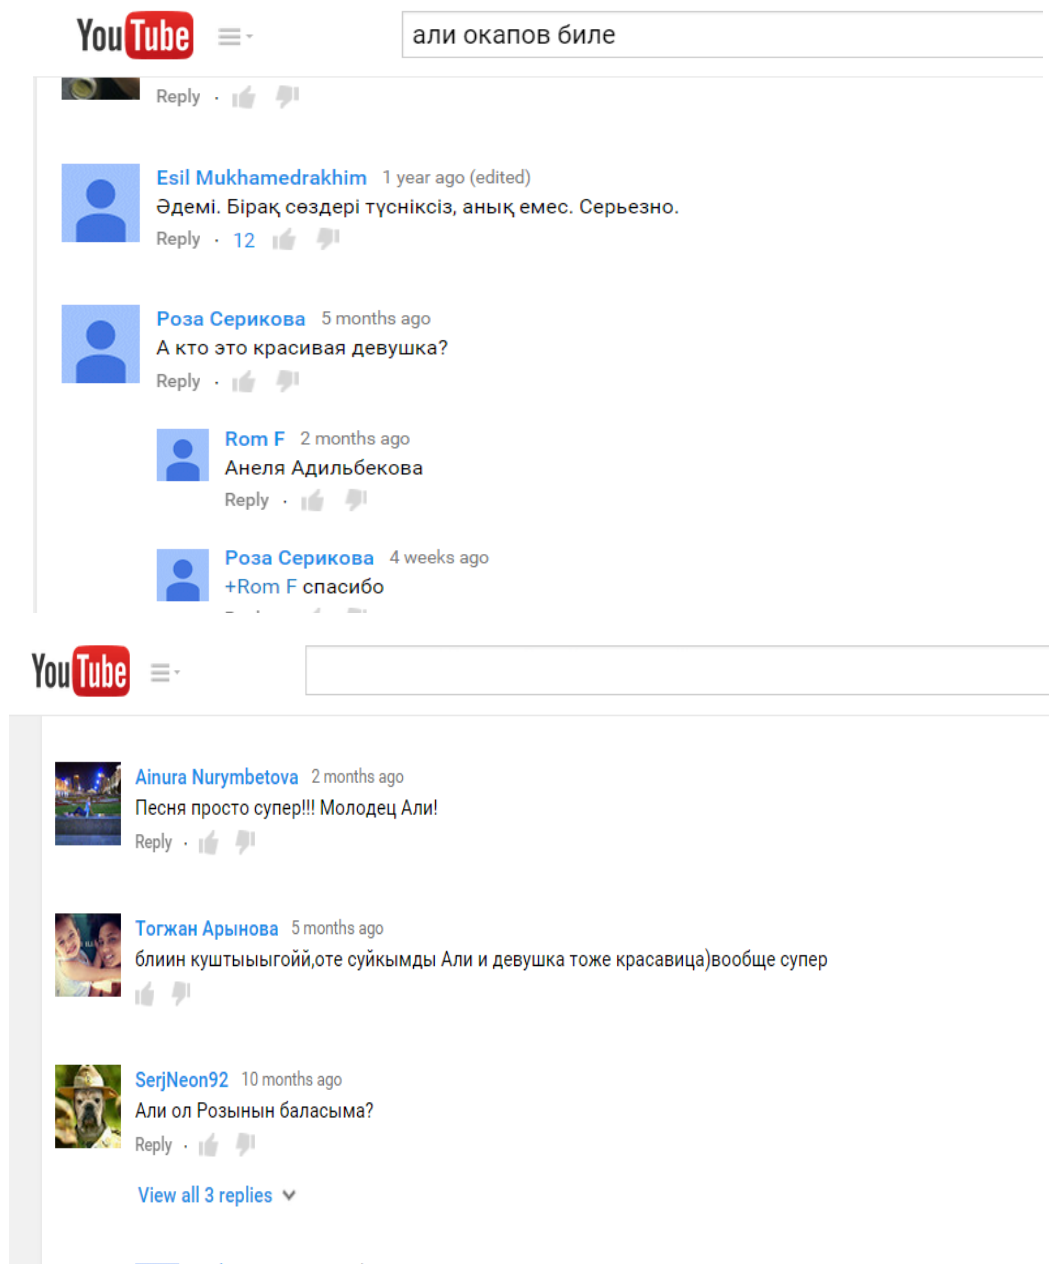 YouTube
али окапов биле
Reply ·
Esil Mukhamedrakhim 1 year ago (edited)
Әдемі. Бірақ сөздері түсніксіз, анық емес. Серьезно.
Reply · 12
Роза Серикова 5 months ago
А кто это красивая девушка?
Reply ·
Rom F 2 months ago
Анеля Адильбекова
Reply ·
Роза Серикова 4 weeks ago
+Rom F спасибо
YouTube
Ainura Nurymbetova 2 months ago
Песня просто супер!!! Молодец Али!
Reply ·
Тогжан Арынова 5 months ago
блиин куштыыыгойй,оте суйкымды Али и девушка тоже красавица)вообще супер
SerjNeon92 10 months ago
Али ол Розынын баласыма?
Reply ·
View all 3 replies